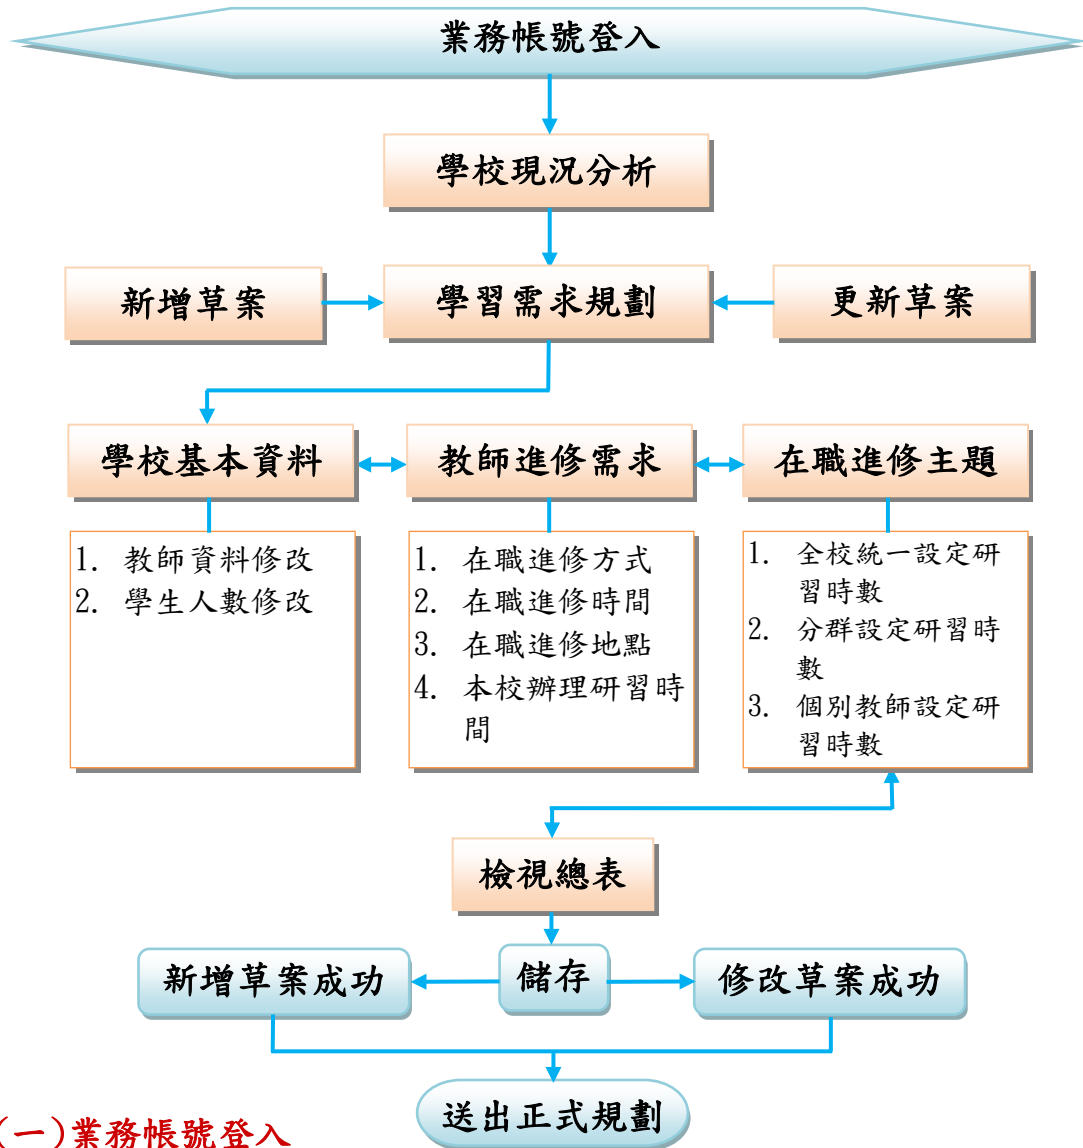 業務帳號登入
學校現況分析
新增草案
學習需求規劃
更新草案
學校基本資料
教師進修需求
在職進修主題
1. 教師資料修改
2. 學生人數修改
1. 在職進修方式
2. 在職進修時間
3. 在職進修地點
4. 本校辦理研習時
間
1. 全校統一設定研
習時數
2. 分群設定研習時
數
3. 個別教師設定研
習時數
檢視總表
新增草案成功
儲存
修改草案成功
送出正式規劃
(一)業務帳號登入